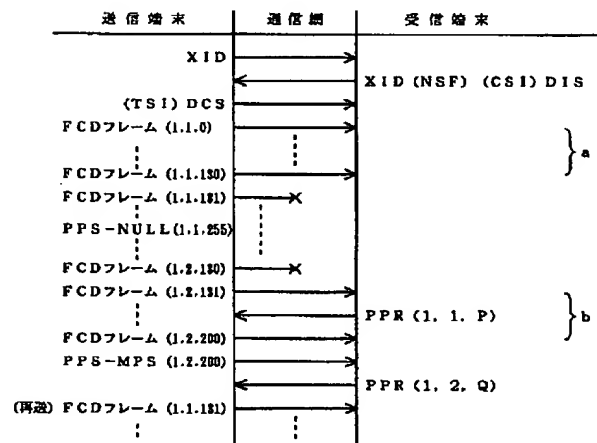 送信端末 通信網 受信端末
XID
XID (NSF) (CSI) DIS
(TSI) DCS
FCDフレーム (1.1.0)
a
FCDフレーム (1.1.130)
FCDフレーム (1.1.131)
PPS-NULL (1.1.255)
FCDフレーム (1.2.130)
FCDフレーム (1.2.131)
PPR (1, 1, P)
b
FCDフレーム (1.2.200)
PPS-MPS (1.2.200)
PPR (1, 2, Q)
(再送) FCDフレーム (1.1.131)